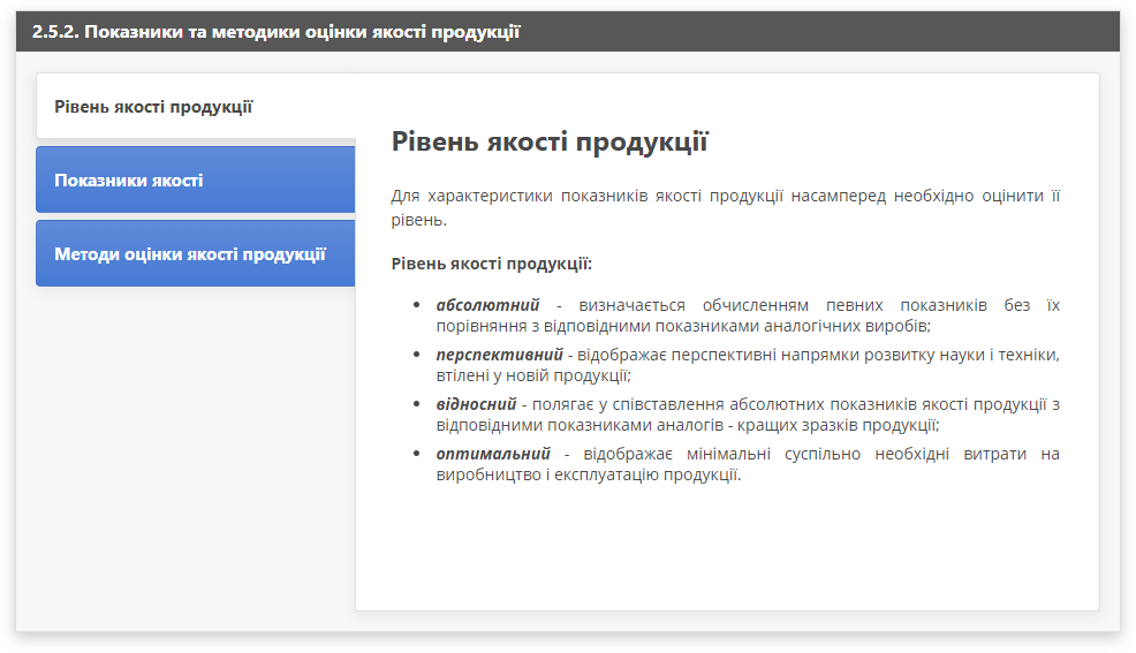 2.5.2. Показники та методики оцінки якості продукції
Рівень якості продукції
Показники якості
Методи оцінки якості продукції
Рівень якості продукції
Для характеристики показників якості продукції насамперед необхідно оцінити її
рівень.
Рівень якості продукції:
• абсолютний - визначається обчисленням певних показників без їх
порівняння з відповідними показниками аналогічних виробів;
• перспективний - відображає перспективні напрямки розвитку науки і техніки,
втілені у новій продукції;
• відносний - полягає у співставлення абсолютних показників якості продукції з
відповідними показниками аналогів - кращих зразків продукції;
• оптимальний - відображає мінімальні суспільно необхідні витрати на
виробництво і експлуатацію продукції.